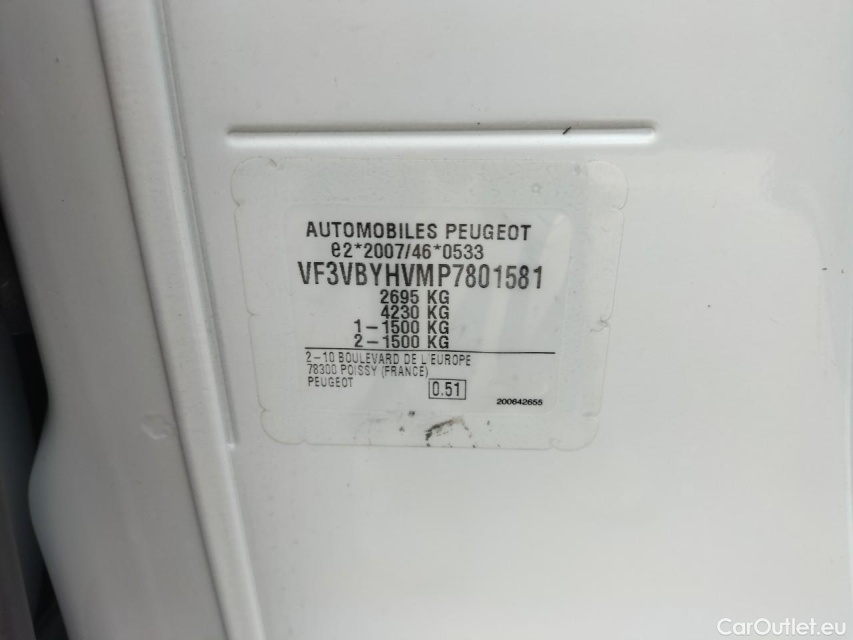 AUTOMOBILES PEUGEOT
e2*2007/46*0533
VF3VBYHVMP7801581
2695 KG
4230 KG
1-1500 KG
2-1500 KG
2-10 BOULEVARD DE L'EUROPE
78300 POISSY (FRANCE)
PEUGEOT
0.51
200642655
CarOutlet.eu